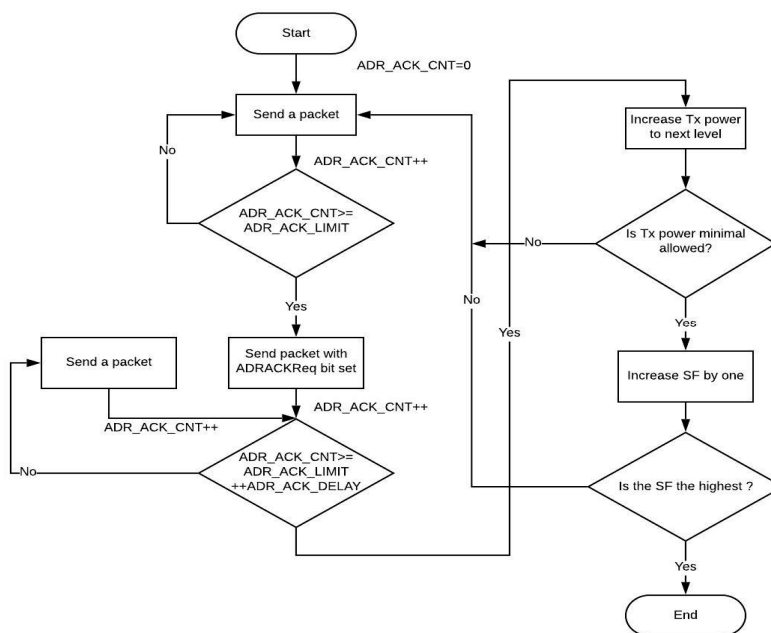 Start
ADR_ACK_CNT=0
Send a packet
No
ADR_ACK_CNT++
ADR_ACK_CNT>=
ADR_ACK_LIMIT
Yes
Send a packet
Send packet with
ADRACKReq bit set
ADR_ACK_CNT++
ADR_ACK_CNT++
No
ADR_ACK_CNT>=
ADR_ACK_LIMIT
++ADR_ACK_DELAY
Yes
Increase Tx power
to next level
Is Tx power minimal
allowed?
No
Yes
No
Increase SF by one
Is the SF the highest ?
Yes
End